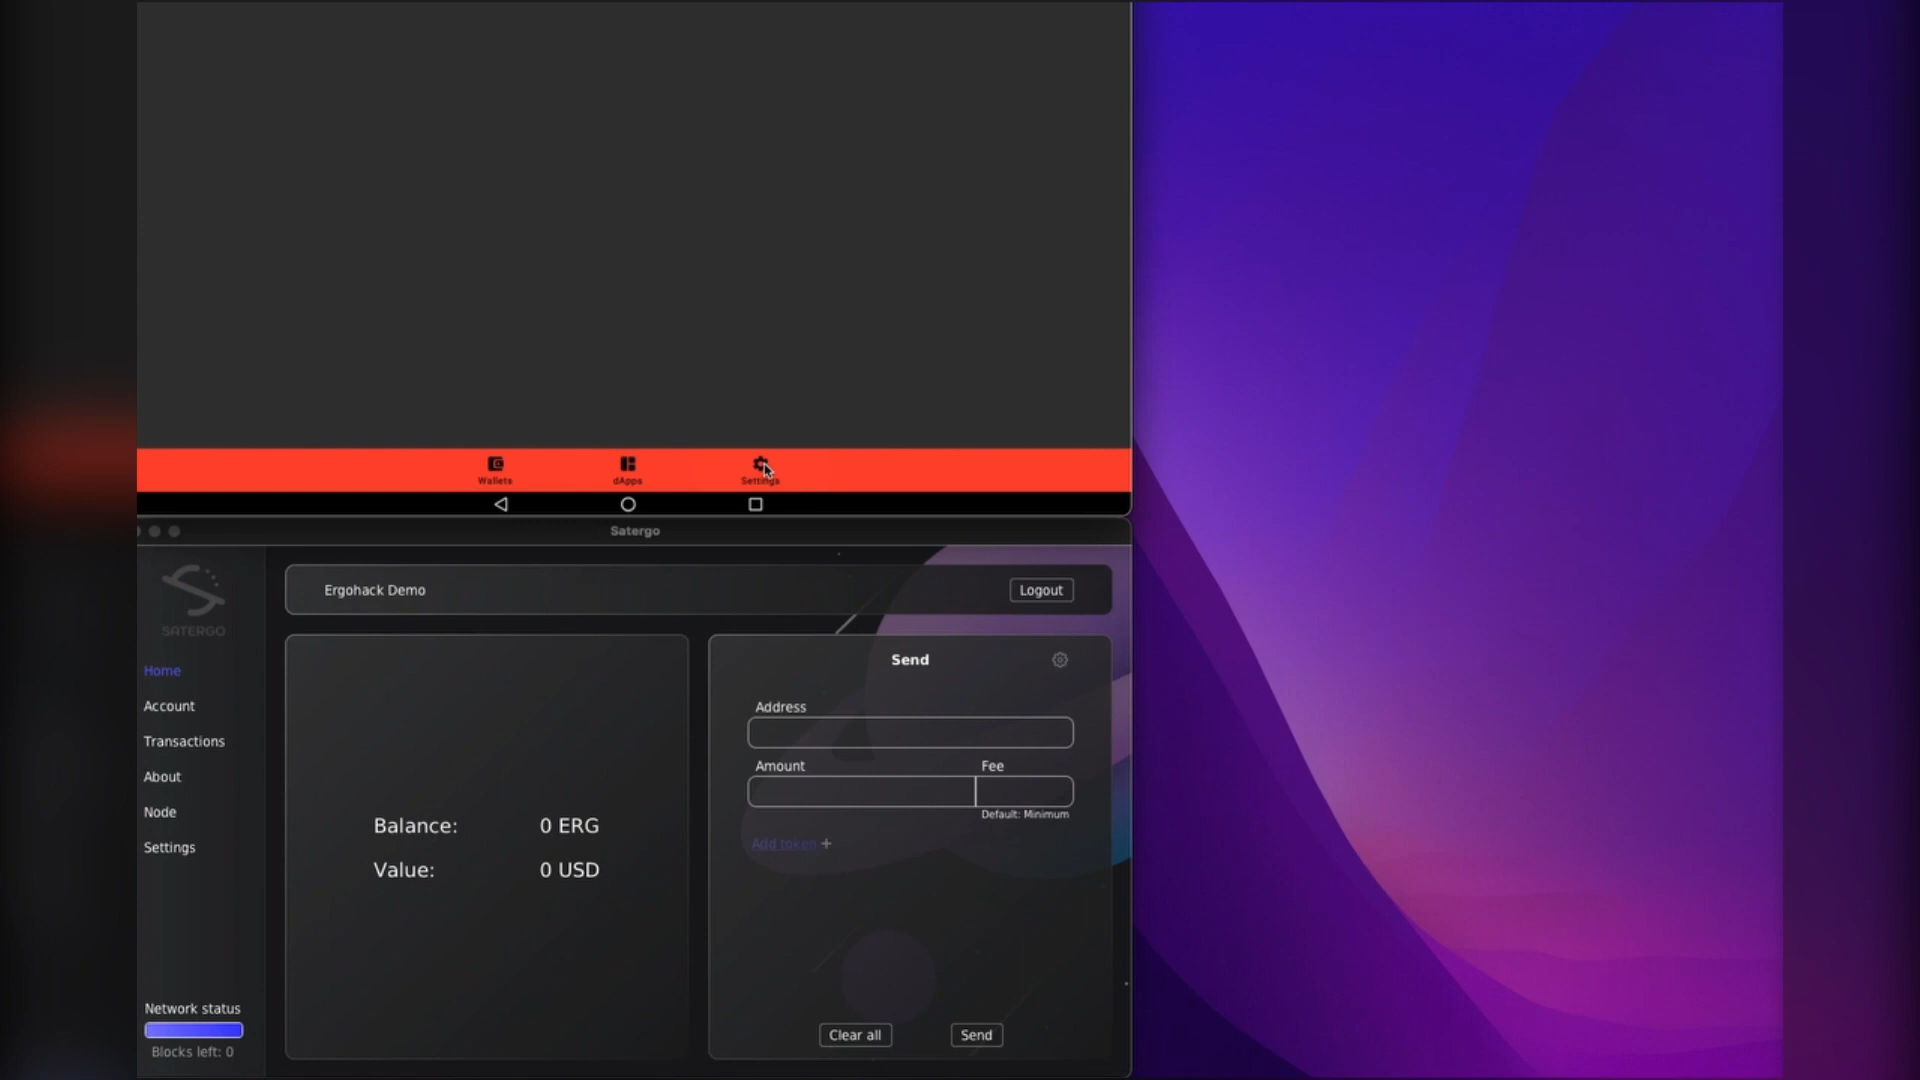 Wallets
dApps
Settings
Satergo
SATERGO
Home
Account
Transactions
About
Node
Settings
Network status
Blocks left: 0
Ergohack Demo
Logout
Balance: 0 ERG
Value: 0 USD
Send
Address
Amount Fee
Default: Minimum
Add token +
Clear all
Send